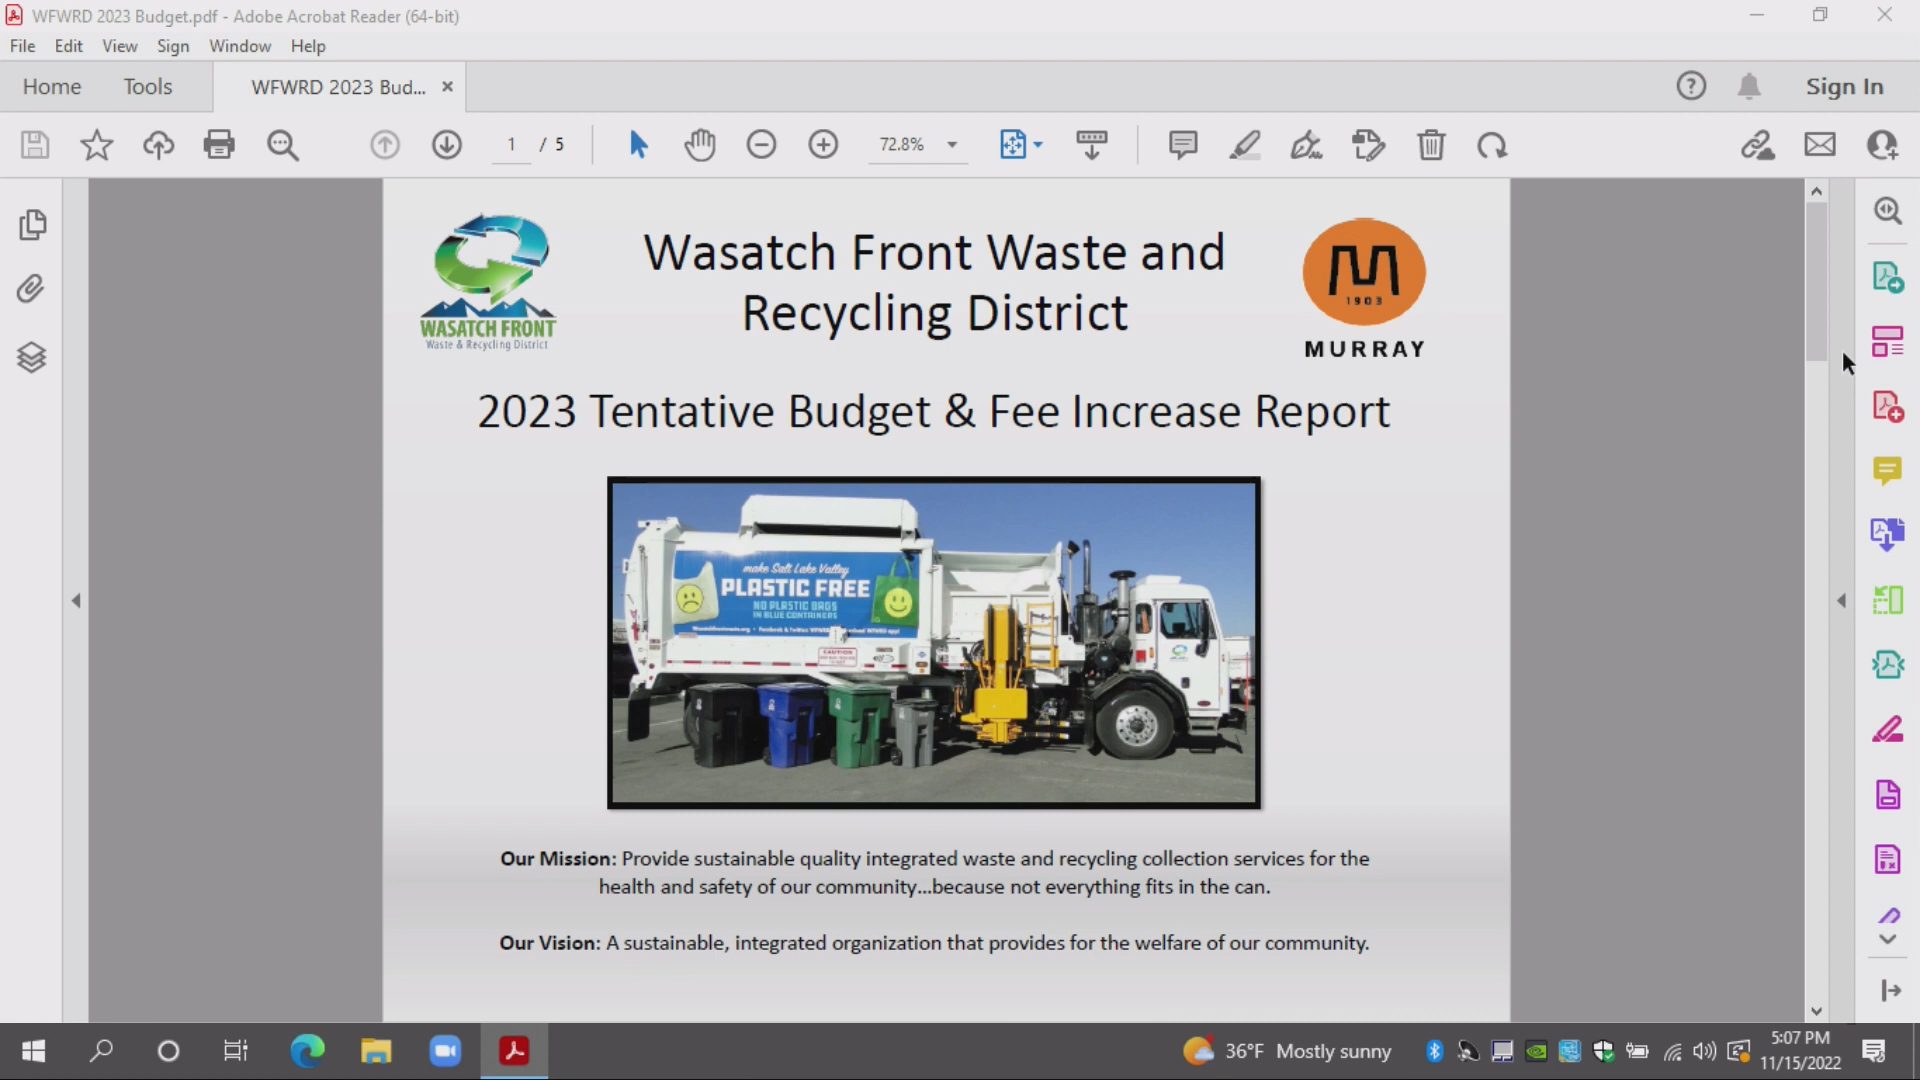 WFWRD 2023 Budget.pdf - Adobe Acrobat Reader (64-bit)
File Edit View Sign Window Help
Home Tools WFWRD 2023 Bud... × Sign In
1 / 5 72.8%
WASATCH FRONT
Waste & Recycling District
Wasatch Front Waste and
Recycling District
1903
MURRAY
2023 Tentative Budget & Fee Increase Report
make Salt Lake Valley
PLASTIC FREE
NO PLASTIC BAGS
IN BLUE CONTAINERS
CAUTION
Our Mission: Provide sustainable quality integrated waste and recycling collection services for the
health and safety of our community...because not everything fits in the can.
Our Vision: A sustainable, integrated organization that provides for the welfare of our community.
36°F Mostly sunny
5:07 PM
11/15/2022